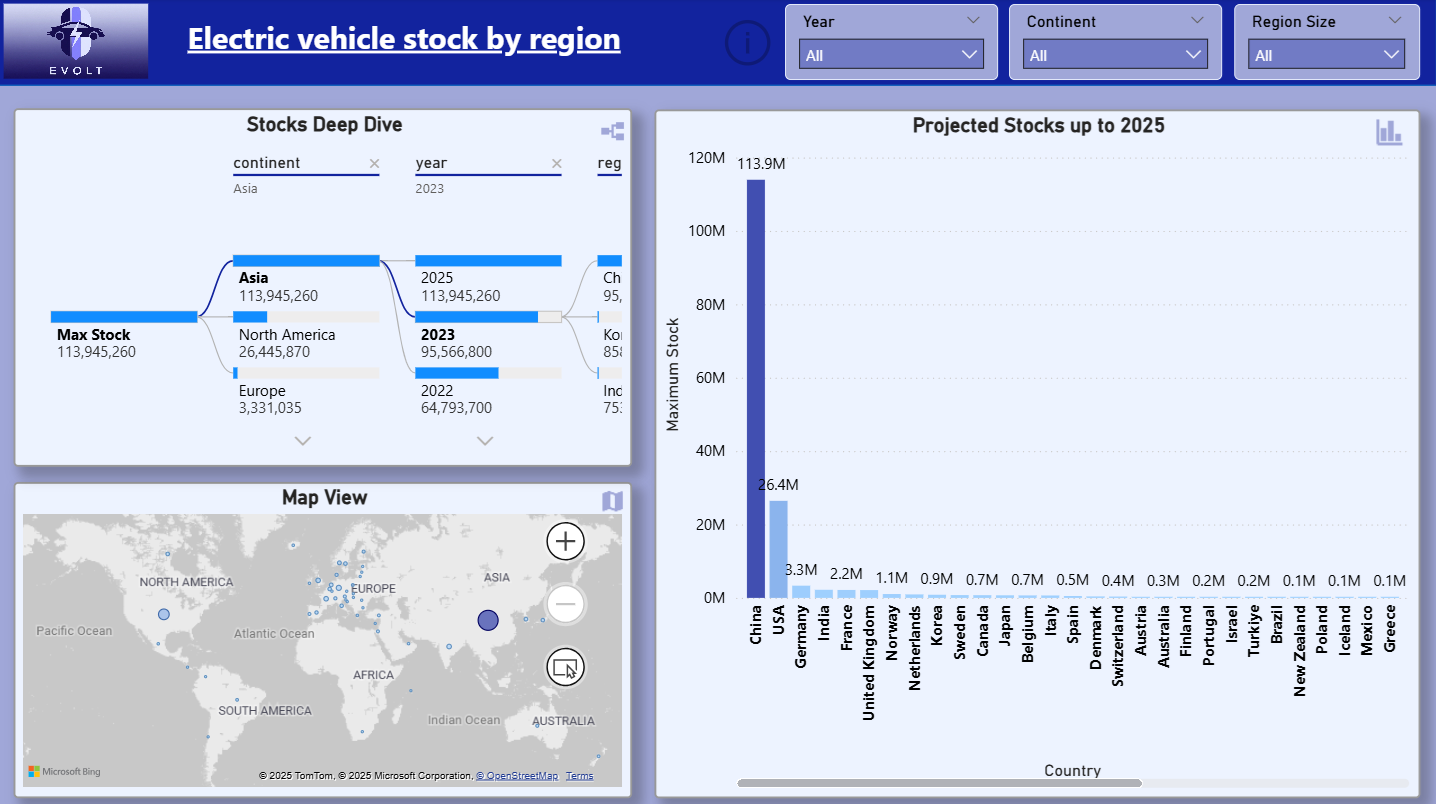 EVOLT
Electric vehicle stock by region
i
Year
All
Continent
All
Region Size
All
Stocks Deep Dive
continent
Asia
year
2023
reg
Max Stock
113,945,260
Asia
113,945,260
North America
26,445,870
Europe
3,331,035
2025
113,945,260
2023
95,566,800
2022
64,793,700
Ch
95,
Ko
858
Ind
753
Map View
NORTH AMERICA
EUROPE
ASIA
Pacific Ocean
Atlantic Ocean
AFRICA
SOUTH AMERICA
Indian Ocean
AUSTRALIA
Microsoft Bing
© 2025 TomTom, © 2025 Microsoft Corporation, © OpenStreetMap Terms
Projected Stocks up to 2025
Maximum Stock
120M
100M
80M
60M
40M
20M
0M
113.9M
26.4M
3.3M
2.2M
1.1M
0.9M
0.7M
0.7M
0.5M
0.4M
0.3M
0.2M
0.2M
0.1M
0.1M
0.1M
China
USA
Germany
India
France
United Kingdom
Norway
Netherlands
Korea
Sweden
Canada
Japan
Belgium
Italy
Spain
Denmark
Switzerland
Austria
Australia
Finland
Portugal
Israel
Turkiye
Brazil
New Zealand
Poland
Iceland
Mexico
Greece
Country